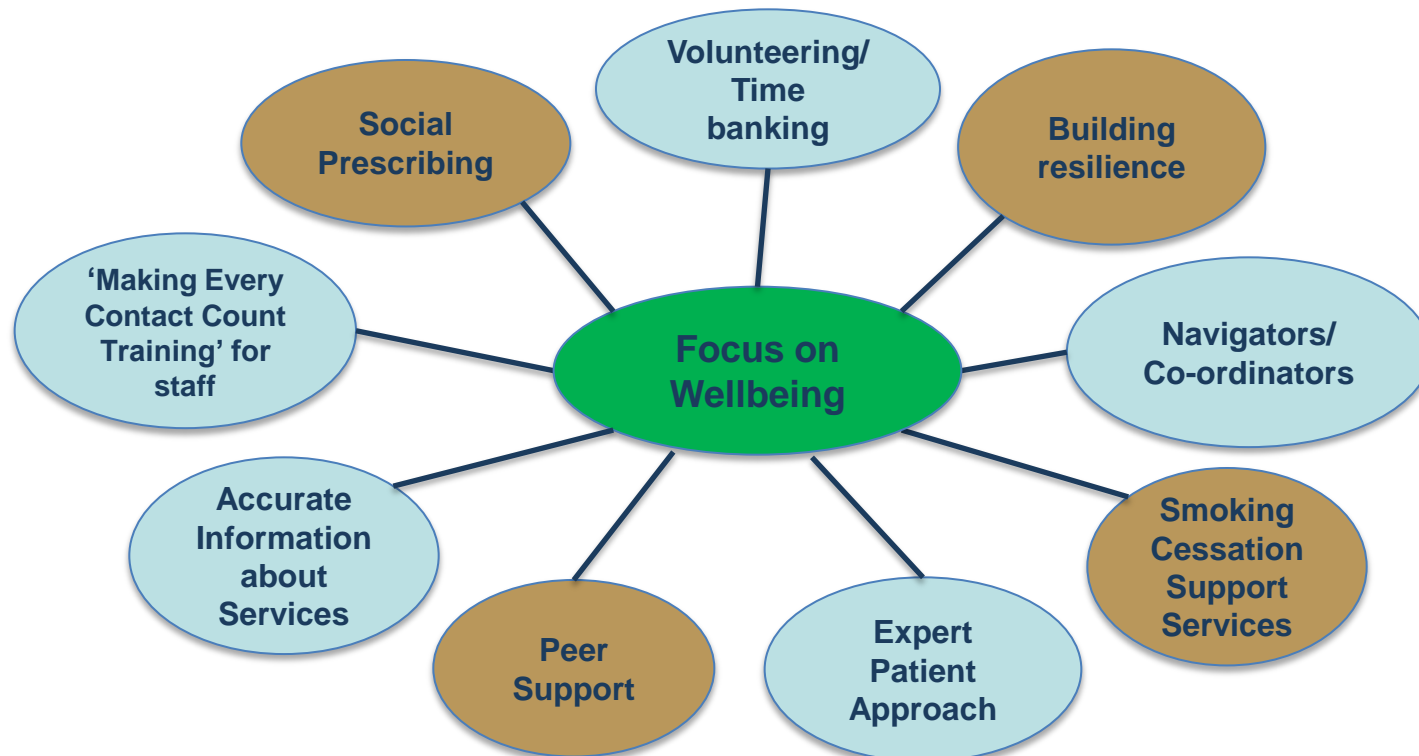 Volunteering/
Time
banking
Social
Prescribing
Building
resilience
‘Making Every
Contact Count
Training’ for
staff
Focus on
Wellbeing
Navigators/
Co-ordinators
Accurate
Information
about
Services
Smoking
Cessation
Support
Services
Peer
Support
Expert
Patient
Approach